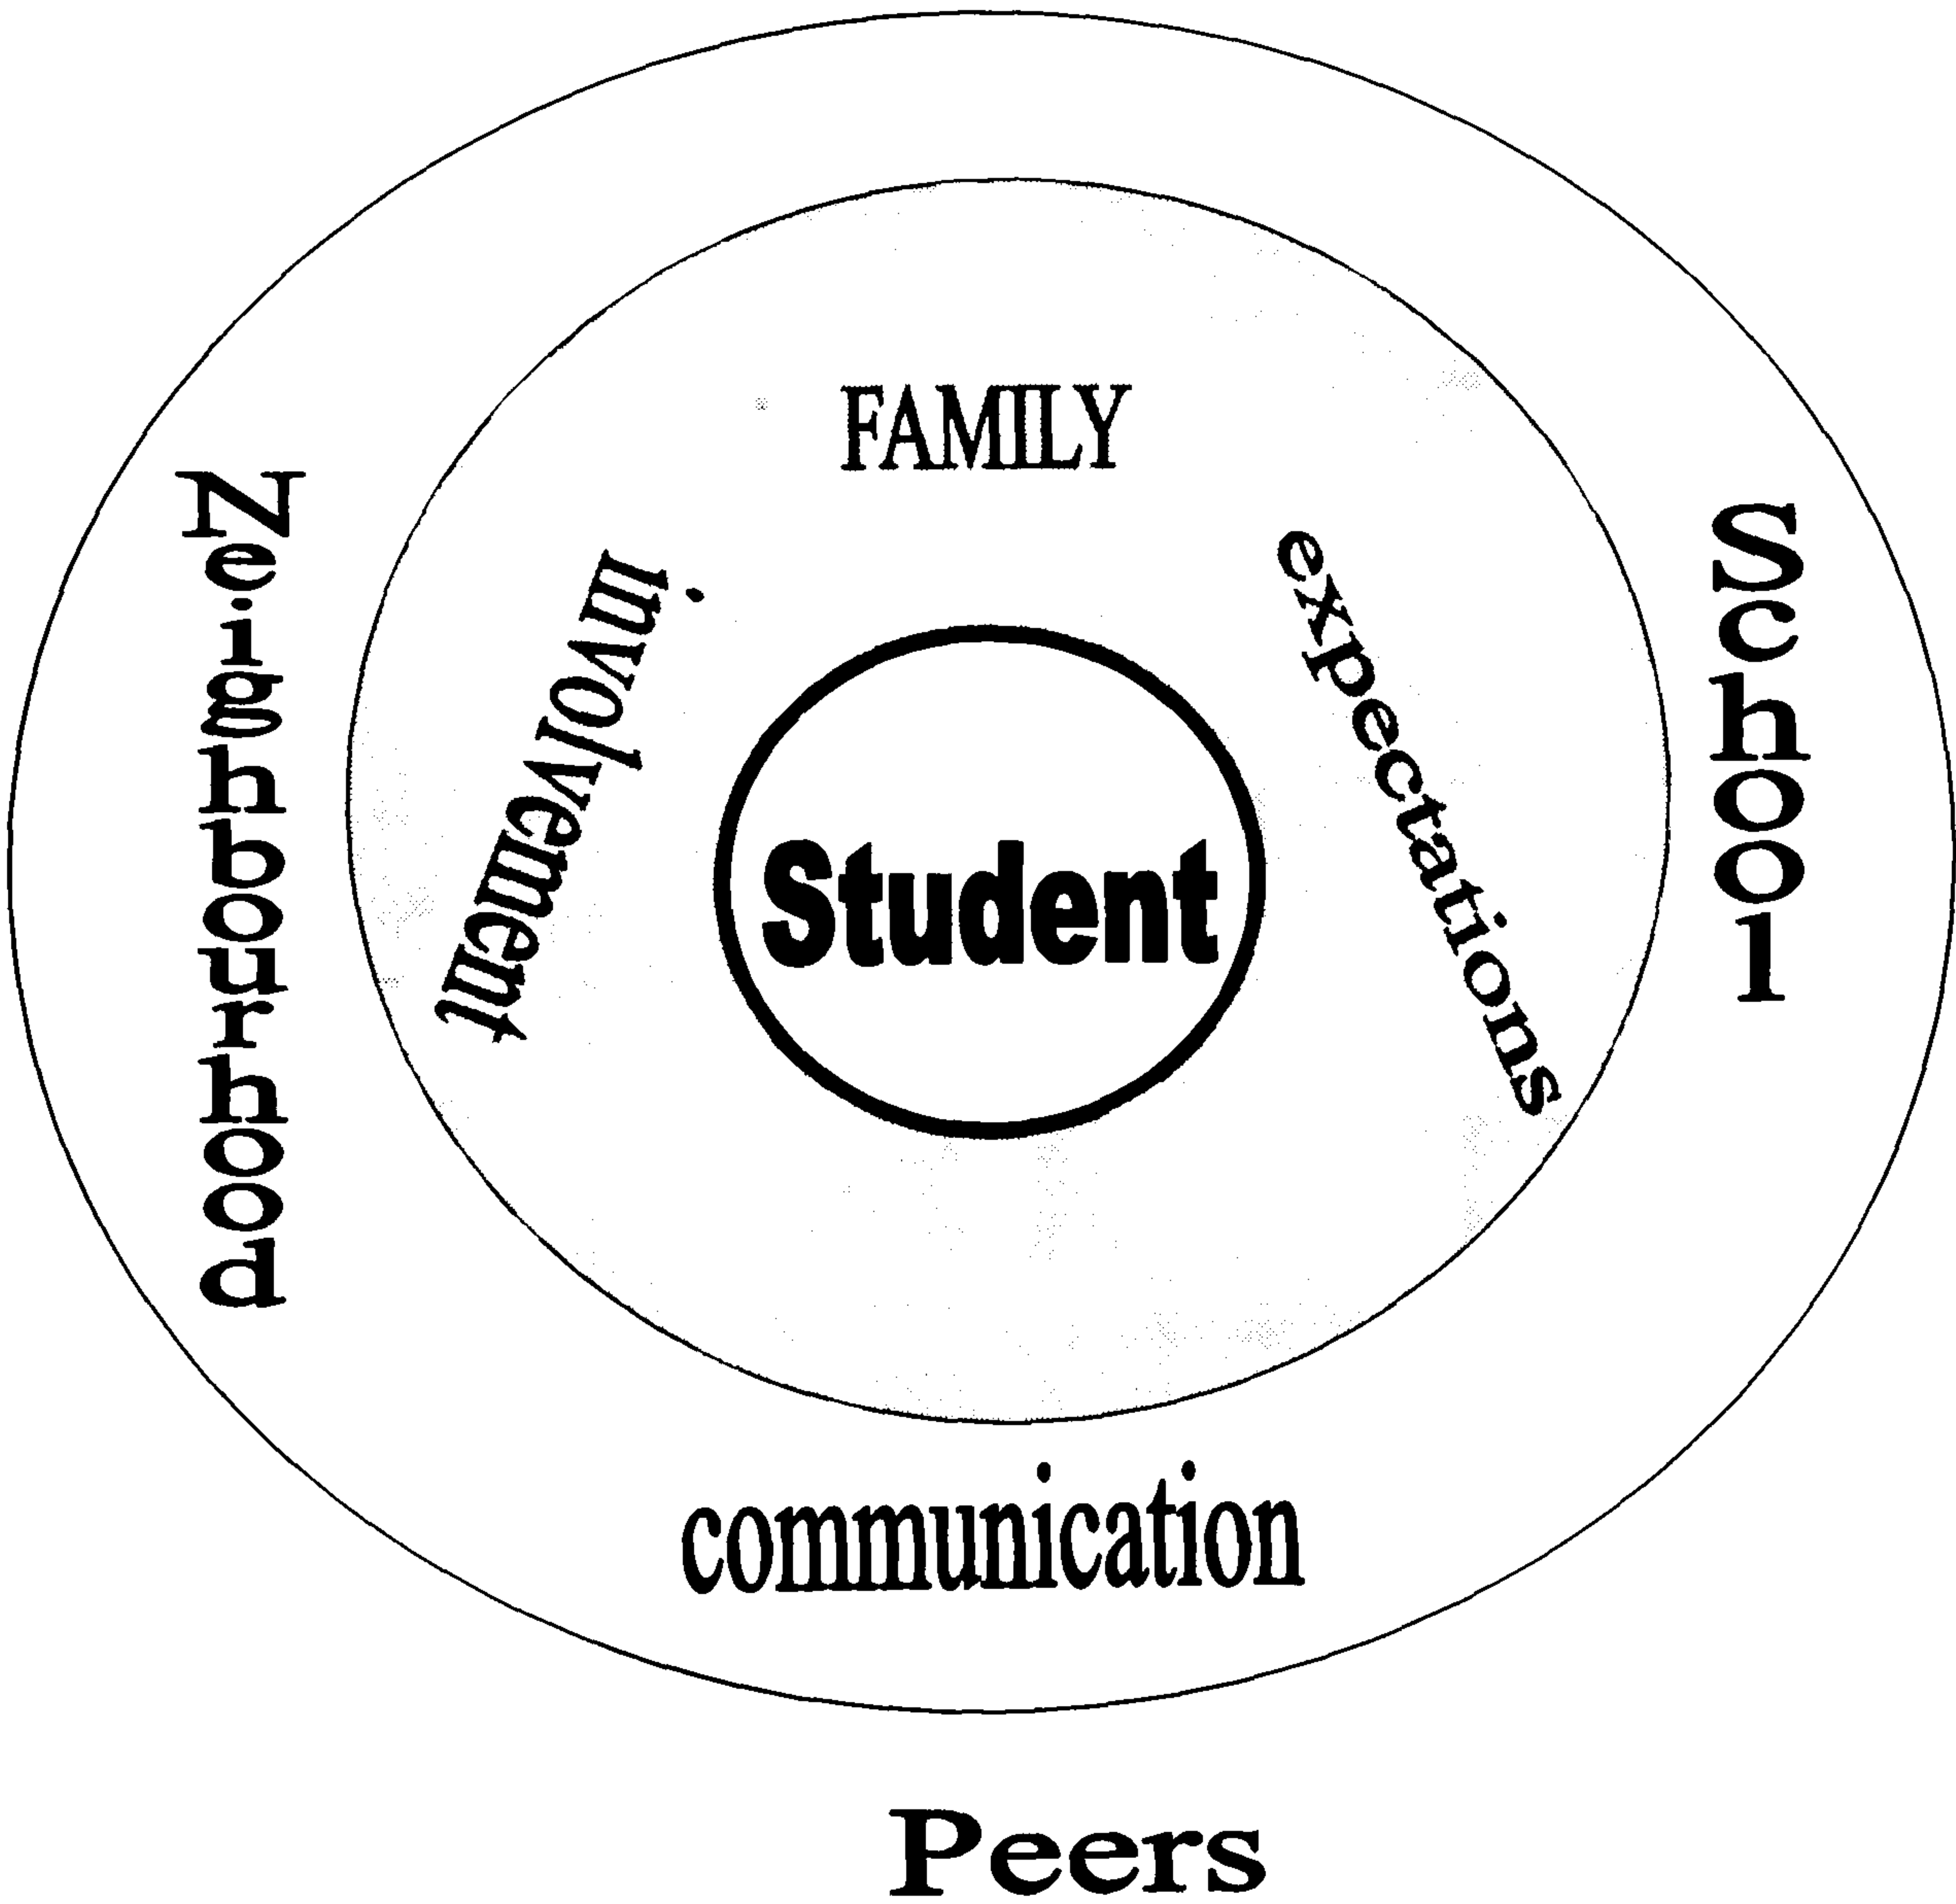 FAMILY
Neighbourhood
involvement
Student
expectations
School
communication
Peers